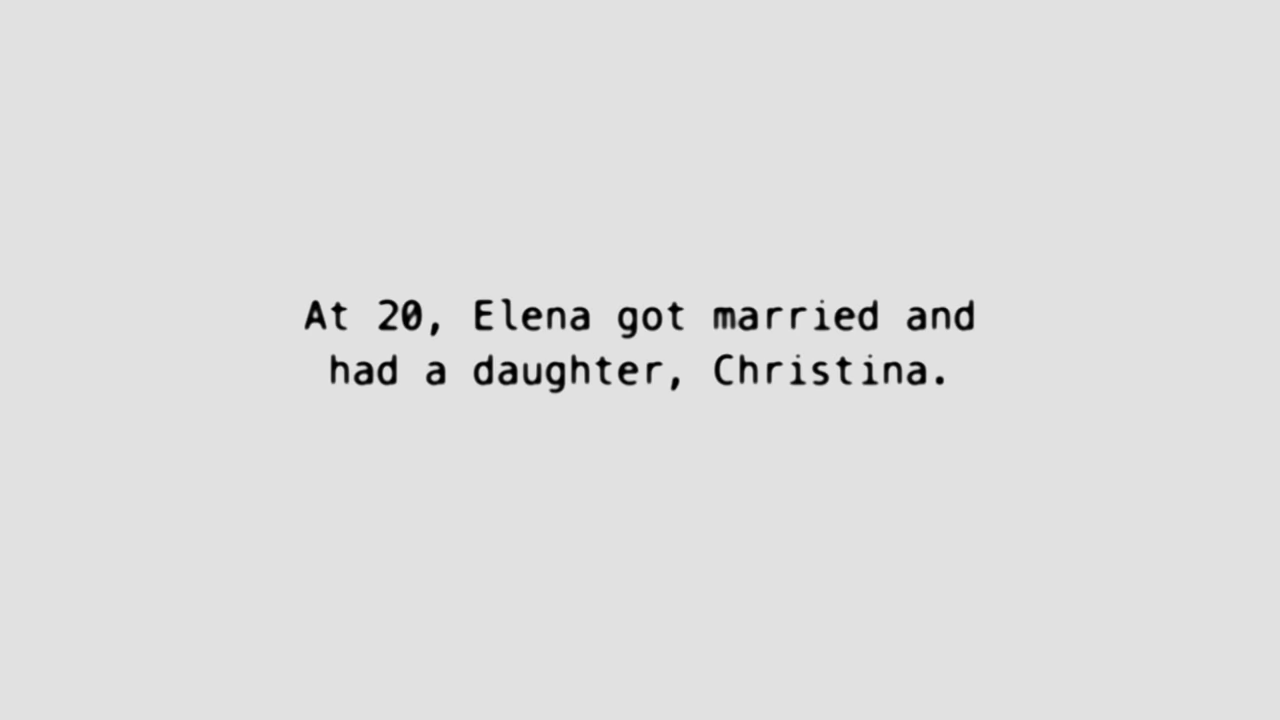 At 20, Elena got married and
had a daughter, Christina.